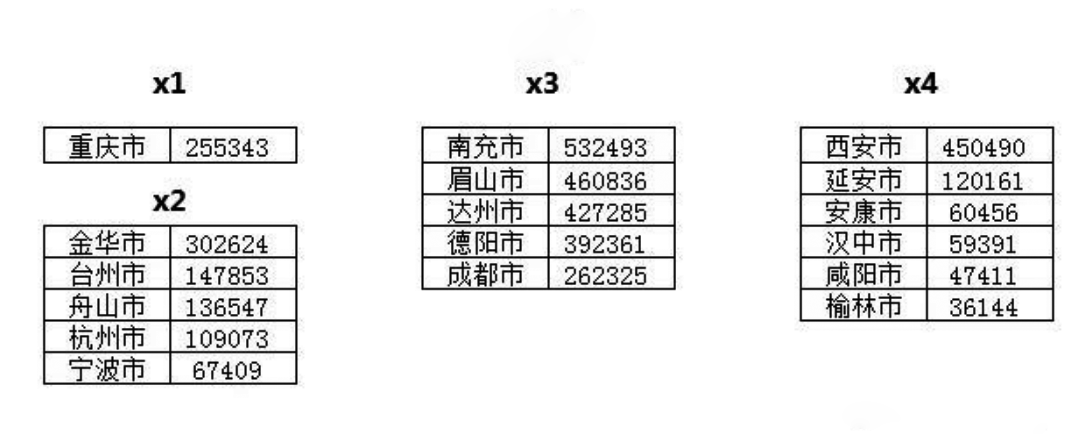 x1
重庆市 255343
x2
金华市 302624
台州市 147853
舟山市 136547
杭州市 109073
宁波市 67409
x3
南充市 532493
眉山市 460836
达州市 427285
德阳市 392361
成都市 262325
x4
西安市 450490
延安市 120161
安康市 60456
汉中市 59391
咸阳市 47411
榆林市 36144